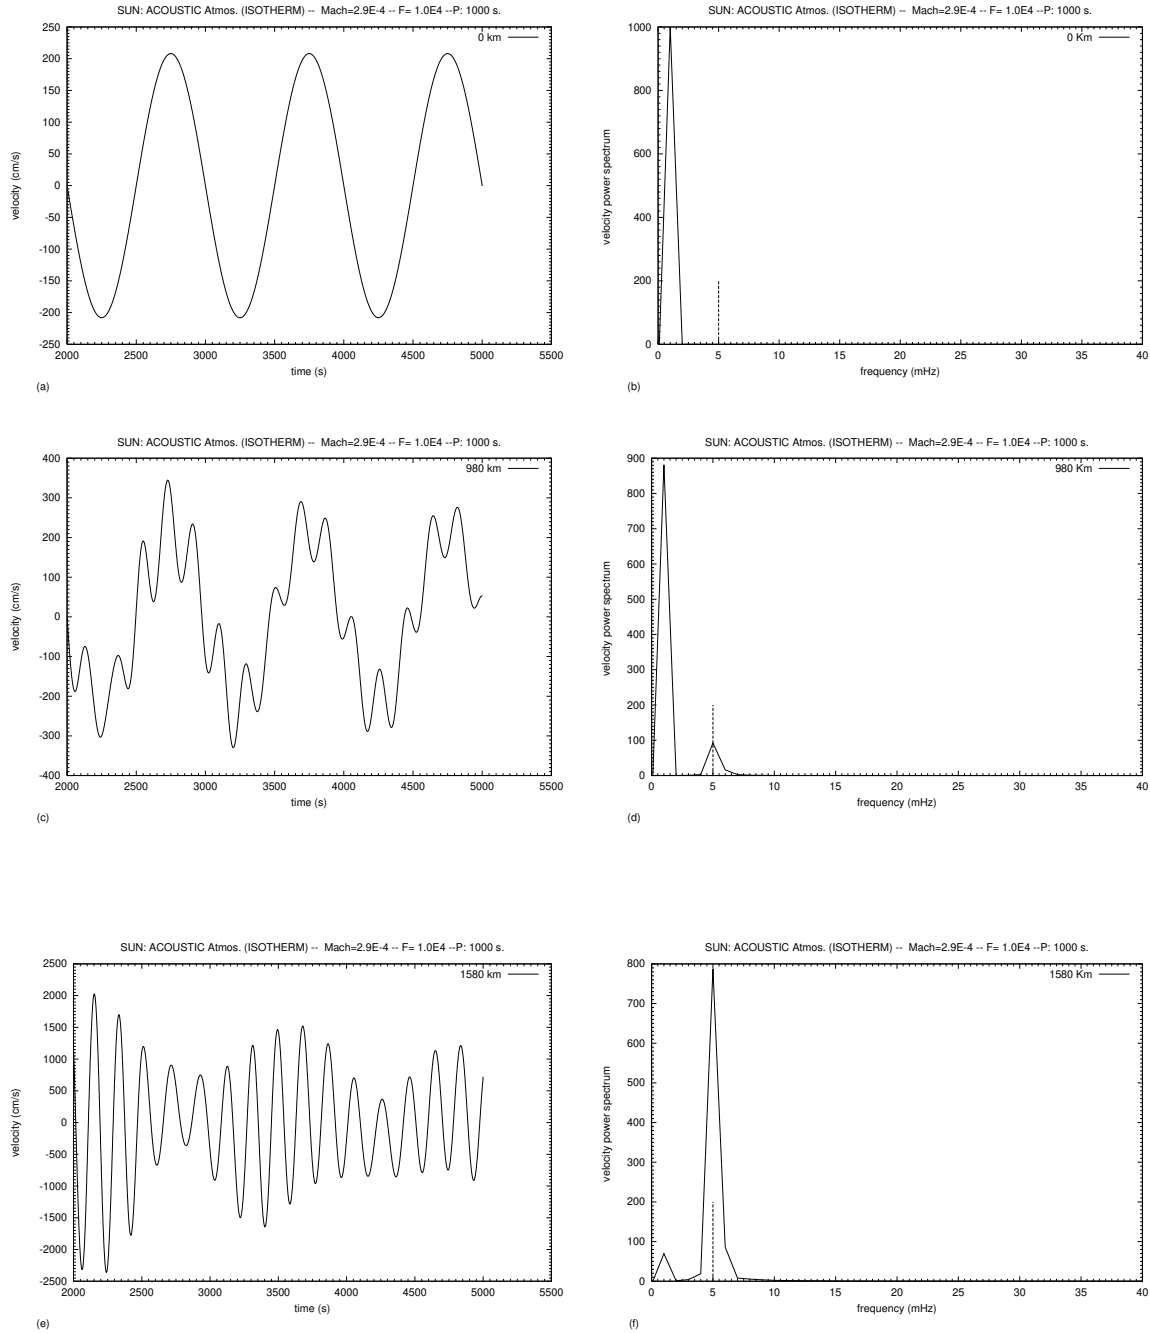 SUN: ACOUSTIC Atmos. (ISOTHERM) -- Mach=2.9E-4 -- F= 1.0E4 --P: 1000 s.
0 km
velocity (cm/s)
250
200
150
100
50
0
-50
-100
-150
-200
-250
2000 2500 3000 3500 4000 4500 5000 5500
time (s)
(a)
SUN: ACOUSTIC Atmos. (ISOTHERM) -- Mach=2.9E-4 -- F= 1.0E4 --P: 1000 s.
0 Km
velocity power spectrum
1000
800
600
400
200
0
0 5 10 15 20 25 30 35 40
frequency (mHz)
(b)
SUN: ACOUSTIC Atmos. (ISOTHERM) -- Mach=2.9E-4 -- F= 1.0E4 --P: 1000 s.
980 km
velocity (cm/s)
400
300
200
100
0
-100
-200
-300
-400
2000 2500 3000 3500 4000 4500 5000 5500
time (s)
(c)
SUN: ACOUSTIC Atmos. (ISOTHERM) -- Mach=2.9E-4 -- F= 1.0E4 --P: 1000 s.
980 Km
velocity power spectrum
900
800
700
600
500
400
300
200
100
0
0 5 10 15 20 25 30 35 40
frequency (mHz)
(d)
SUN: ACOUSTIC Atmos. (ISOTHERM) -- Mach=2.9E-4 -- F= 1.0E4 --P: 1000 s.
1580 km
velocity (cm/s)
2500
2000
1500
1000
500
0
-500
-1000
-1500
-2000
-2500
2000 2500 3000 3500 4000 4500 5000 5500
time (s)
(e)
SUN: ACOUSTIC Atmos. (ISOTHERM) -- Mach=2.9E-4 -- F= 1.0E4 --P: 1000 s.
1580 Km
velocity power spectrum
800
700
600
500
400
300
200
100
0
0 5 10 15 20 25 30 35 40
frequency (mHz)
(f)